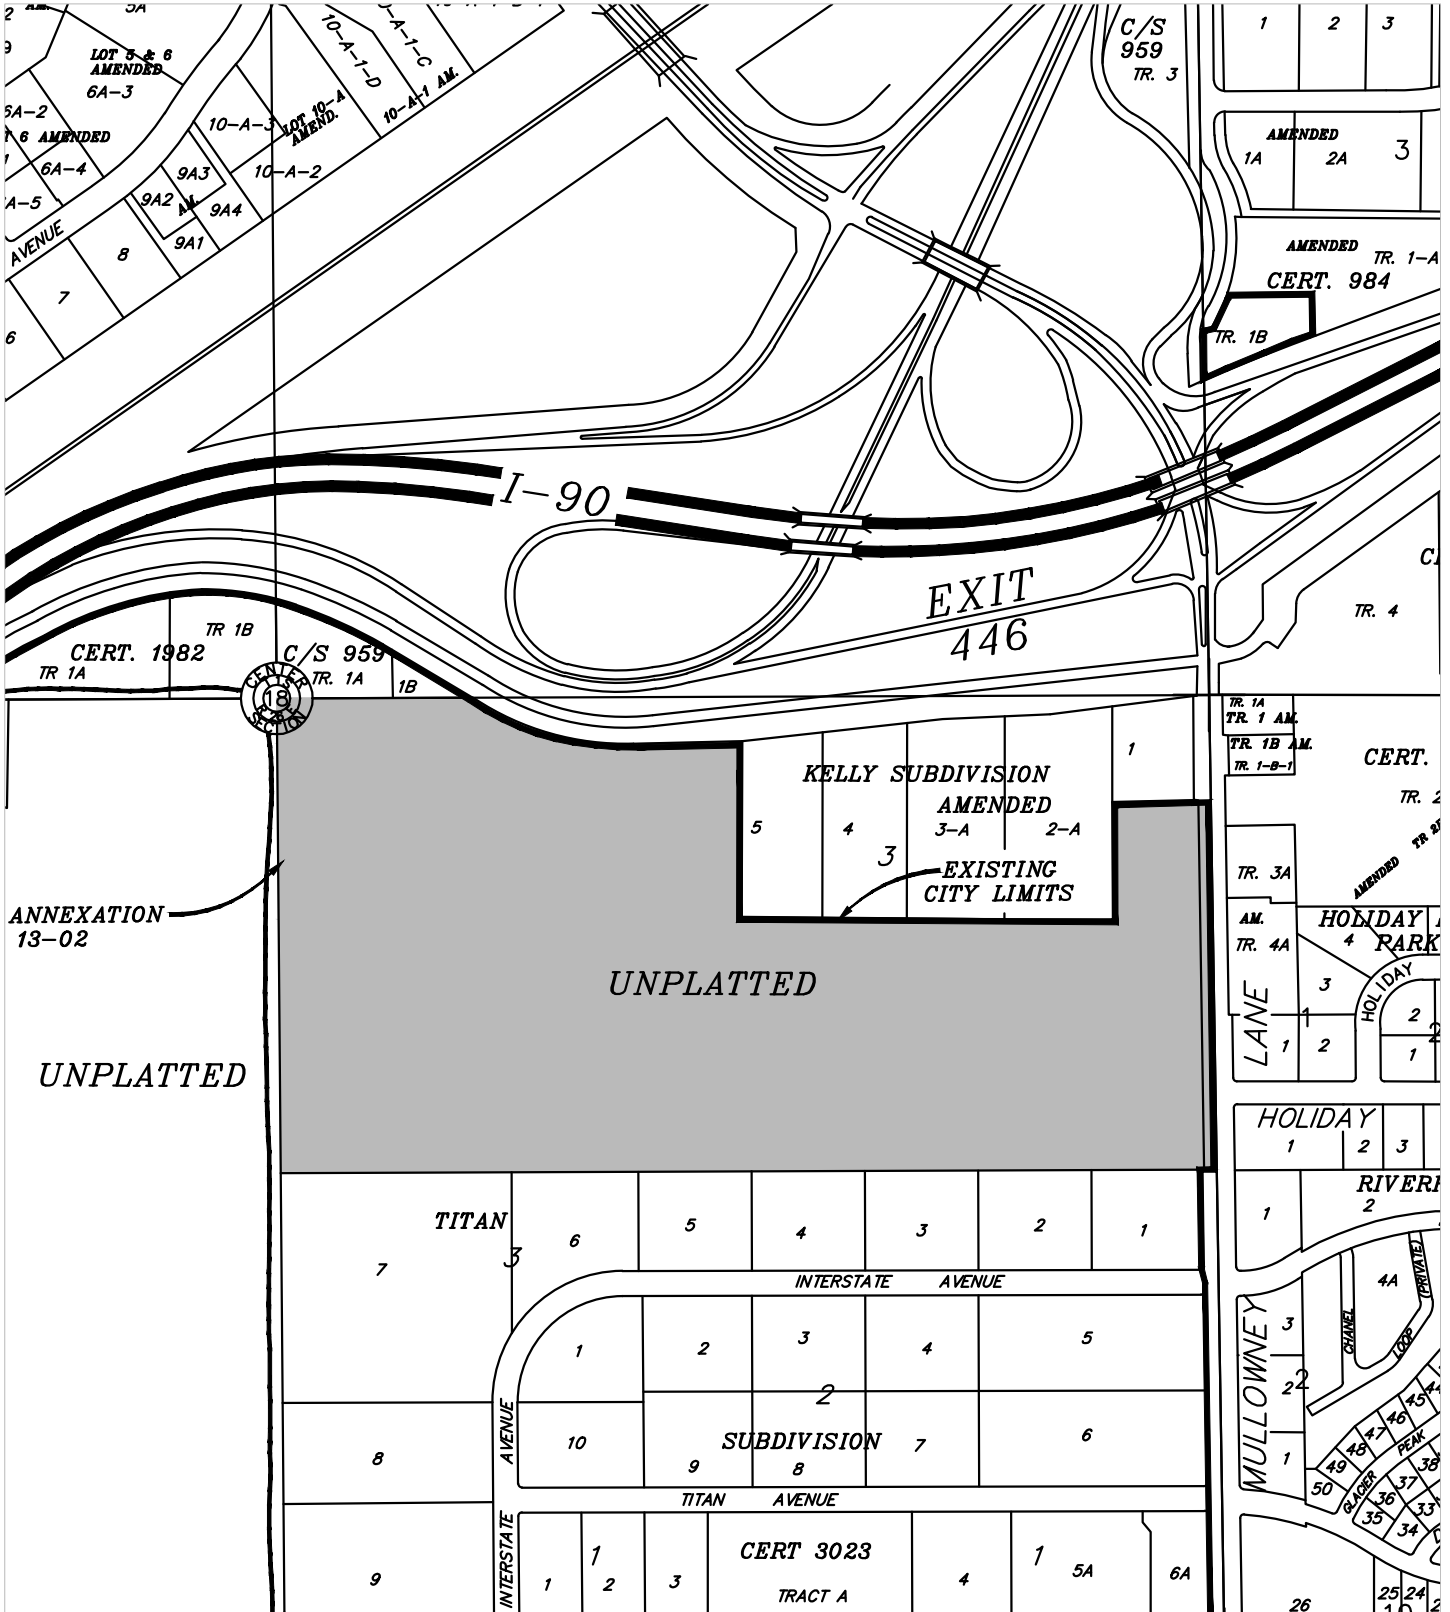 5A
LOT 5 & 6
AMENDED
6A-3
6A-2
6 AMENDED
6A-4
A-5
AVENUE
10-A-1-D
A-1-C
10-A-1 AM.
10-A-3
LOT 10-A
AMEND.
10-A-2
9A3
9A2
AM.
9A4
9A1
8
7
6
C/S
959
TR. 3
1
2
3
AMENDED
1A
2A
3
AMENDED
TR. 1-A
CERT. 984
TR. 1B
I-90
EXIT
446
TR. 4
TR 1B
CERT. 1982
TR 1A
C/S 959
TR. 1A
1B
CENTER
18
SECTION
KELLY SUBDIVISION
AMENDED
1
5
4
3-A
2-A
3
EXISTING
CITY LIMITS
ANNEXATION
13-02
UNPLATTED
UNPLATTED
TR. 1A
TR. 1 AM.
TR. 1B AM.
TR. 1-B-1
CERT.
TR. 2
AMENDED
TR. 3A
AM.
TR. 4A
HOLIDAY
PARK
4
3
HOLIDAY
2
1
LANE
1
1
2
2
HOLIDAY
1
2
3
1
2
TITAN
3
7
6
5
4
3
2
1
INTERSTATE AVENUE
1
2
3
4
5
2
SUBDIVISION
10
9
8
7
6
8
AVENUE
TITAN AVENUE
INTERSTATE
9
1
1
2
3
CERT 3023
TRACT A
4
1
5A
6A
MULLOWNEY
3
2
2
1
CHANEL
LOOP
(PRIVATE)
4A
45
46
47
48
49
50
GLACIER
PEAK
38
37
36
35
34
33
26
25
24